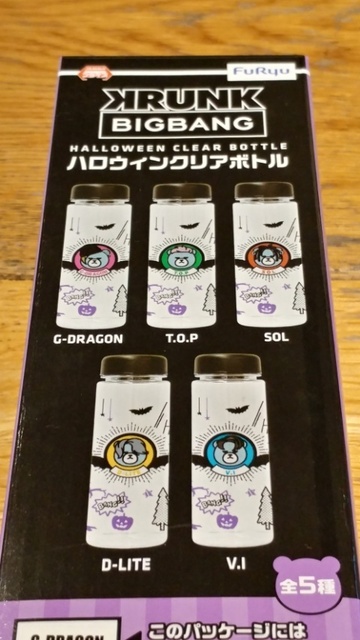 FuRyu
KRUNK
BIGBANG
HALLOWEEN CLEAR BOTTLE
ハロウィンクリアボトル
G-DRAGON
T.O.P
SOL
D-LITE
V.I
全5種
G-DRAGON
このパッケージには